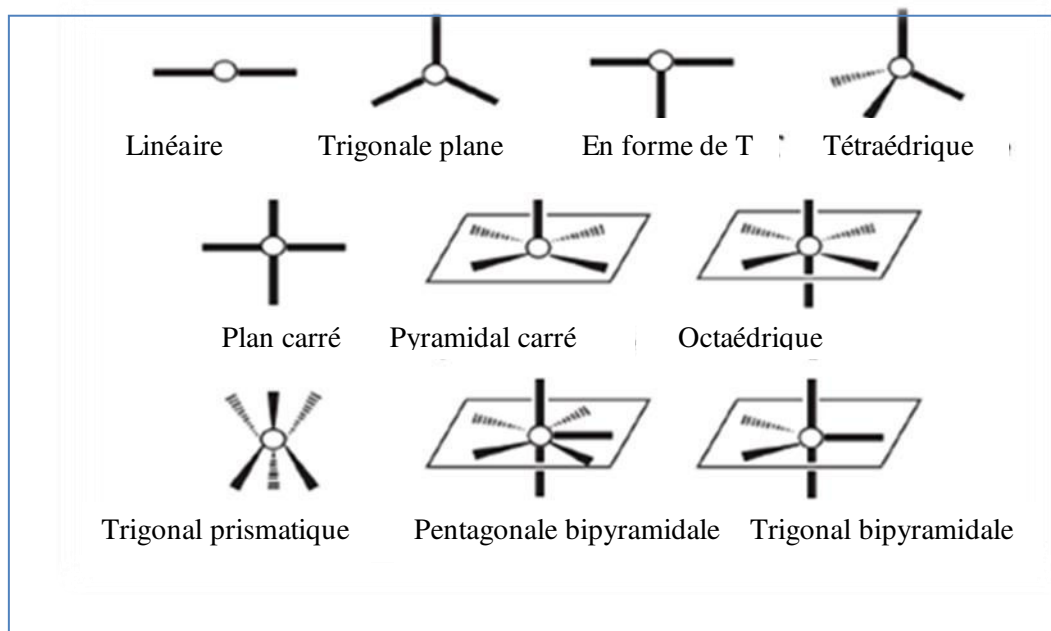 Linéaire Trigonale plane En forme de T Tétraédrique
Plan carré Pyramidal carré Octaédrique
Trigonal prismatique Pentagonale bipyramidale Trigonal bipyramidale